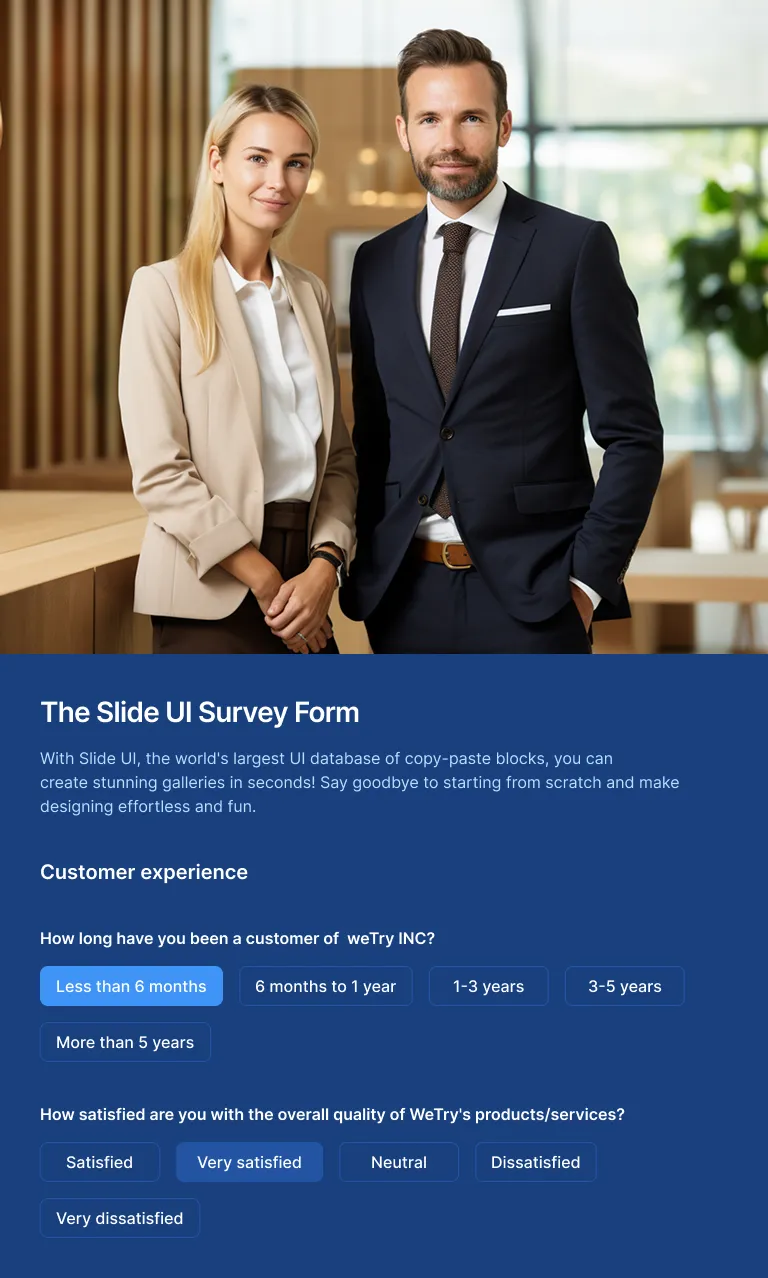 The Slide UI Survey Form
With Slide UI, the world's largest UI database of copy-paste blocks, you can
create stunning galleries in seconds! Say goodbye to starting from scratch and make
designing effortless and fun.
Customer experience
How long have you been a customer of  weTry INC?
Less than 6 months 6 months to 1 year 1-3 years 3-5 years
More than 5 years
How satisfied are you with the overall quality of WeTry's products/services?
Satisfied Very satisfied Neutral Dissatisfied
Very dissatisfied